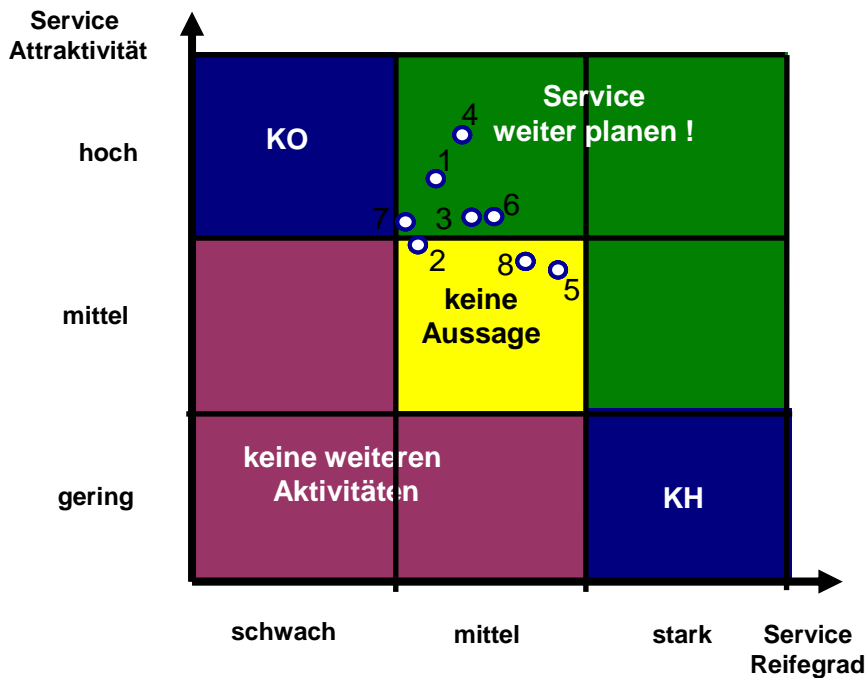 Service
Attraktivität
hoch
mittel
gering
KO
Service
weiter planen !
4
1
7
3
6
2
8
5
keine
Aussage
keine weiteren
Aktivitäten
KH
schwach
mittel
stark
Service
Reifegrad